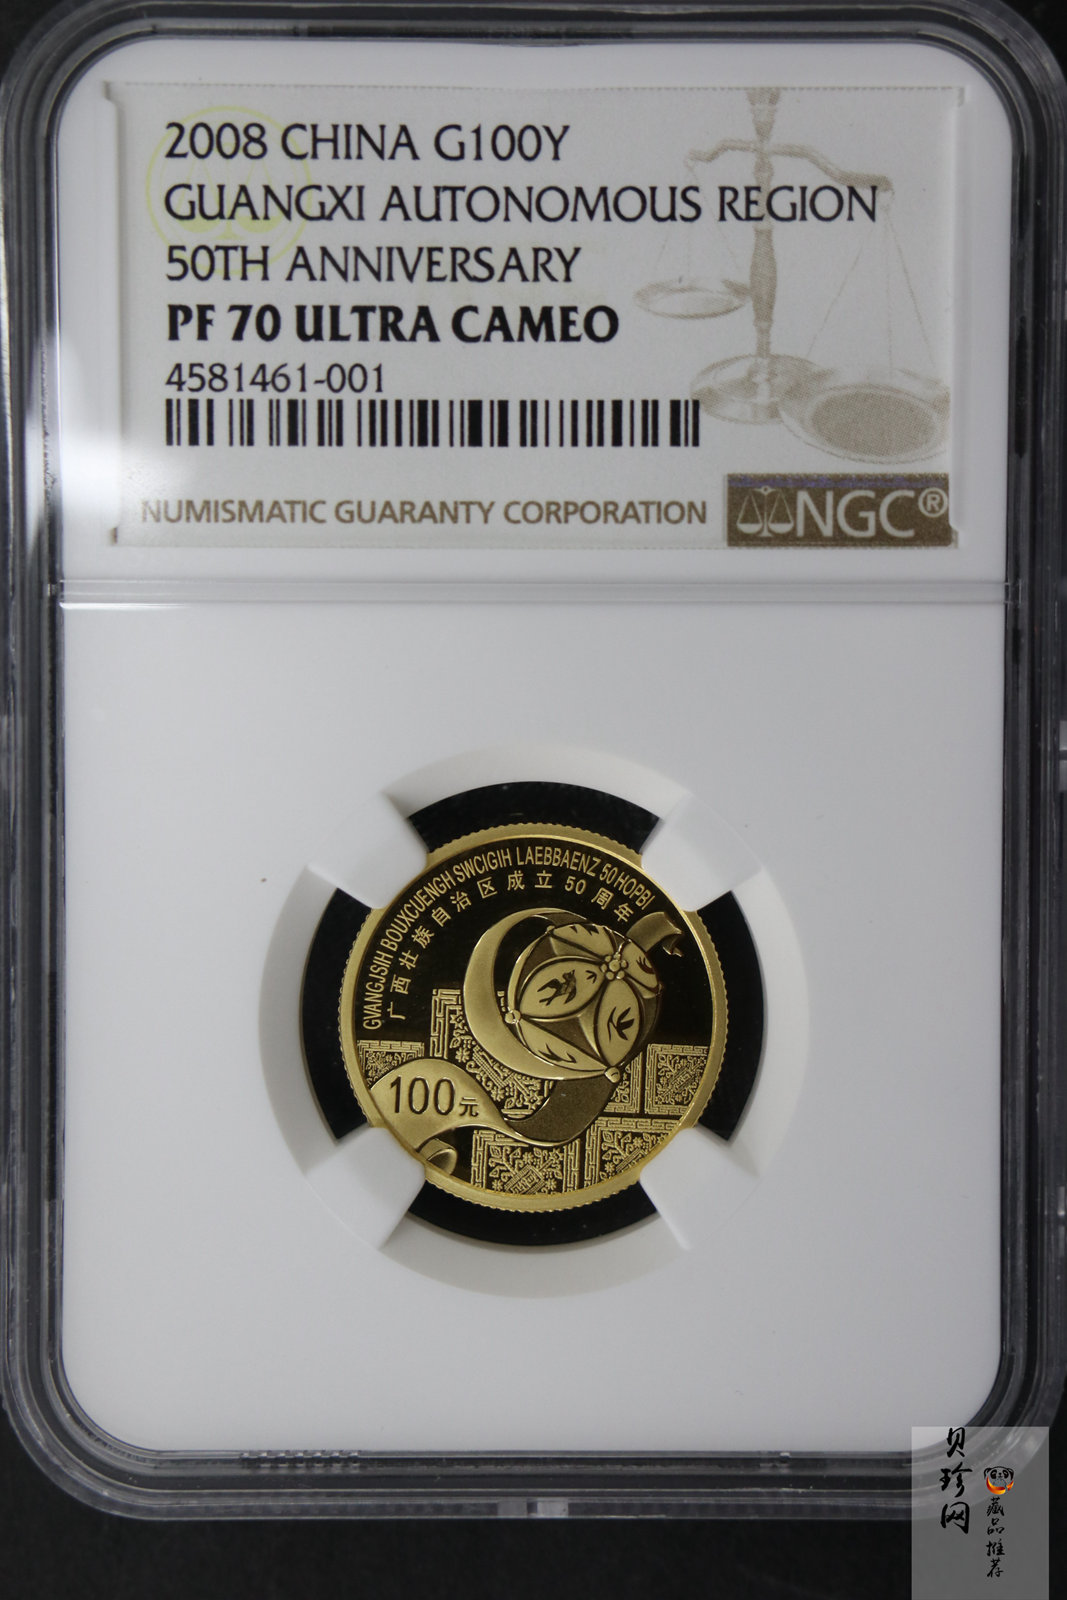 2008 CHINA G100Y
GUANGXI AUTONOMOUS REGION
50TH ANNIVERSARY
PF 70 ULTRA CAMEO
4581461-001
NUMISMATIC GUARANTY CORPORATION
NGC®
GVANGJSIH BOUXCUENGH SWCIGIH LAEBBAENZ 50 HOPBI
广西壮族自治区成立50周年
100元
贝珍网
藏品推荐